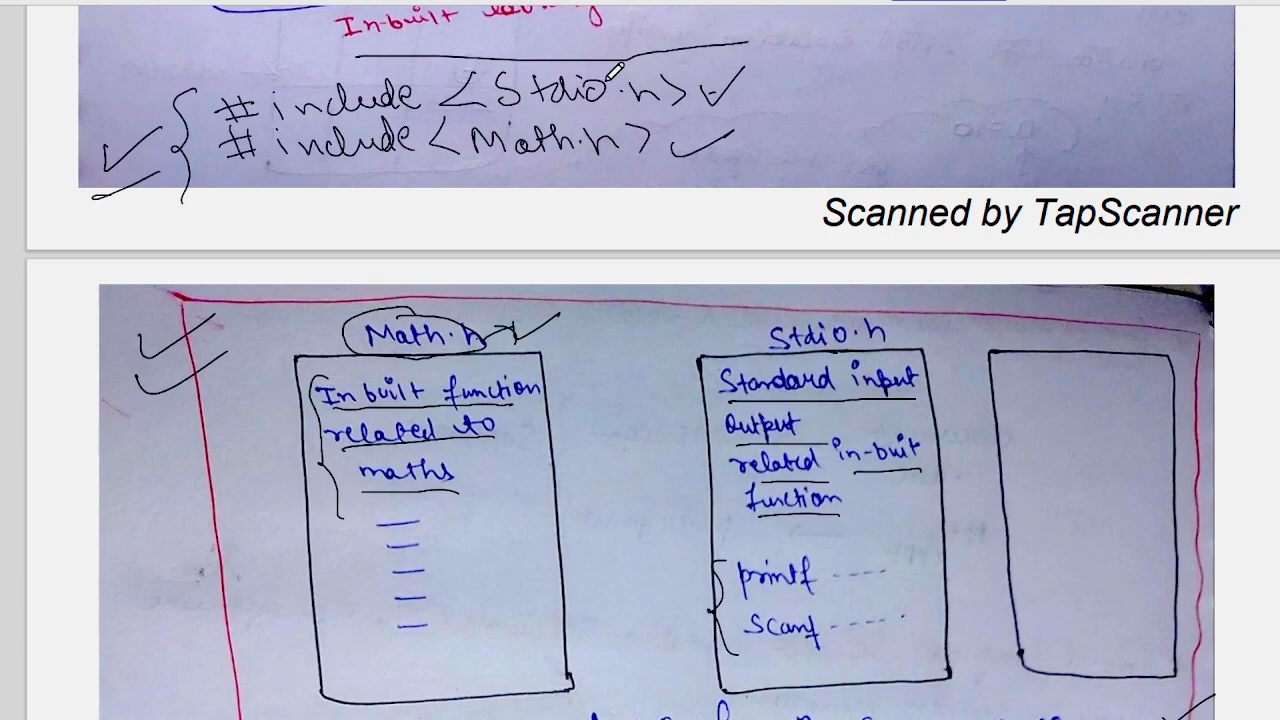 In-built
# include <Stdio.h>
# include <Math.h>
Scanned by TapScanner
Math.h
In built function
related to
maths
Stdio.h
Standard input
output
related in-buit
function
printf ----
Scanf -----